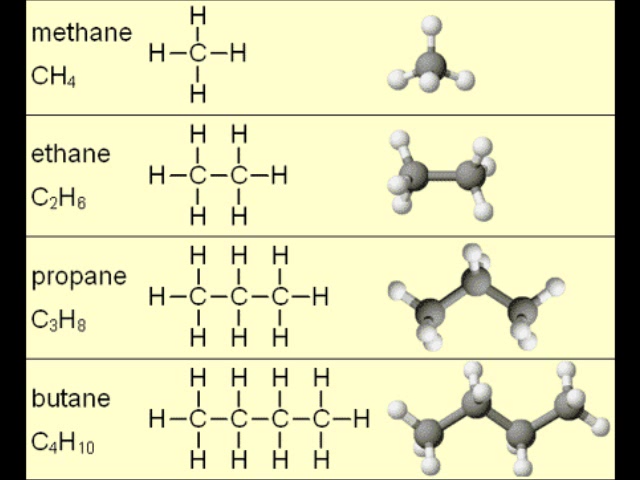 methane
CH4
H
H–C–H
H
ethane
C2H6
H H
H–C–C–H
H H
propane
C3H8
H H H
H–C–C–C–H
H H H
butane
C4H10
H H H H
H–C–C–C–C–H
H H H H